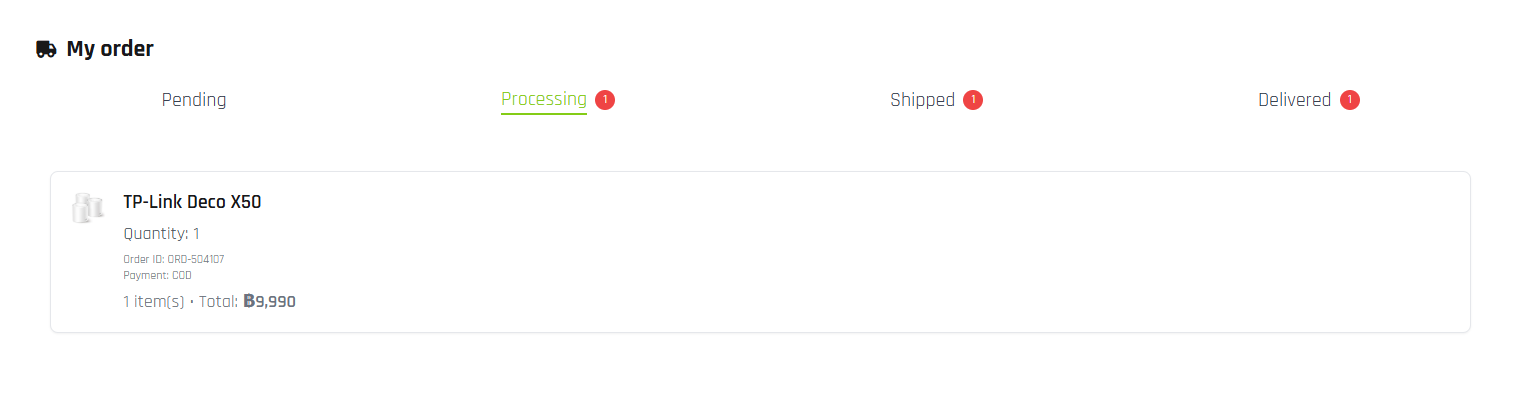 My order
Pending
Processing 1
Shipped 1
Delivered 1
TP-Link Deco X50
Quantity: 1
Order ID: ORD-504107
Payment: COD
1 item(s) • Total: ฿9,990